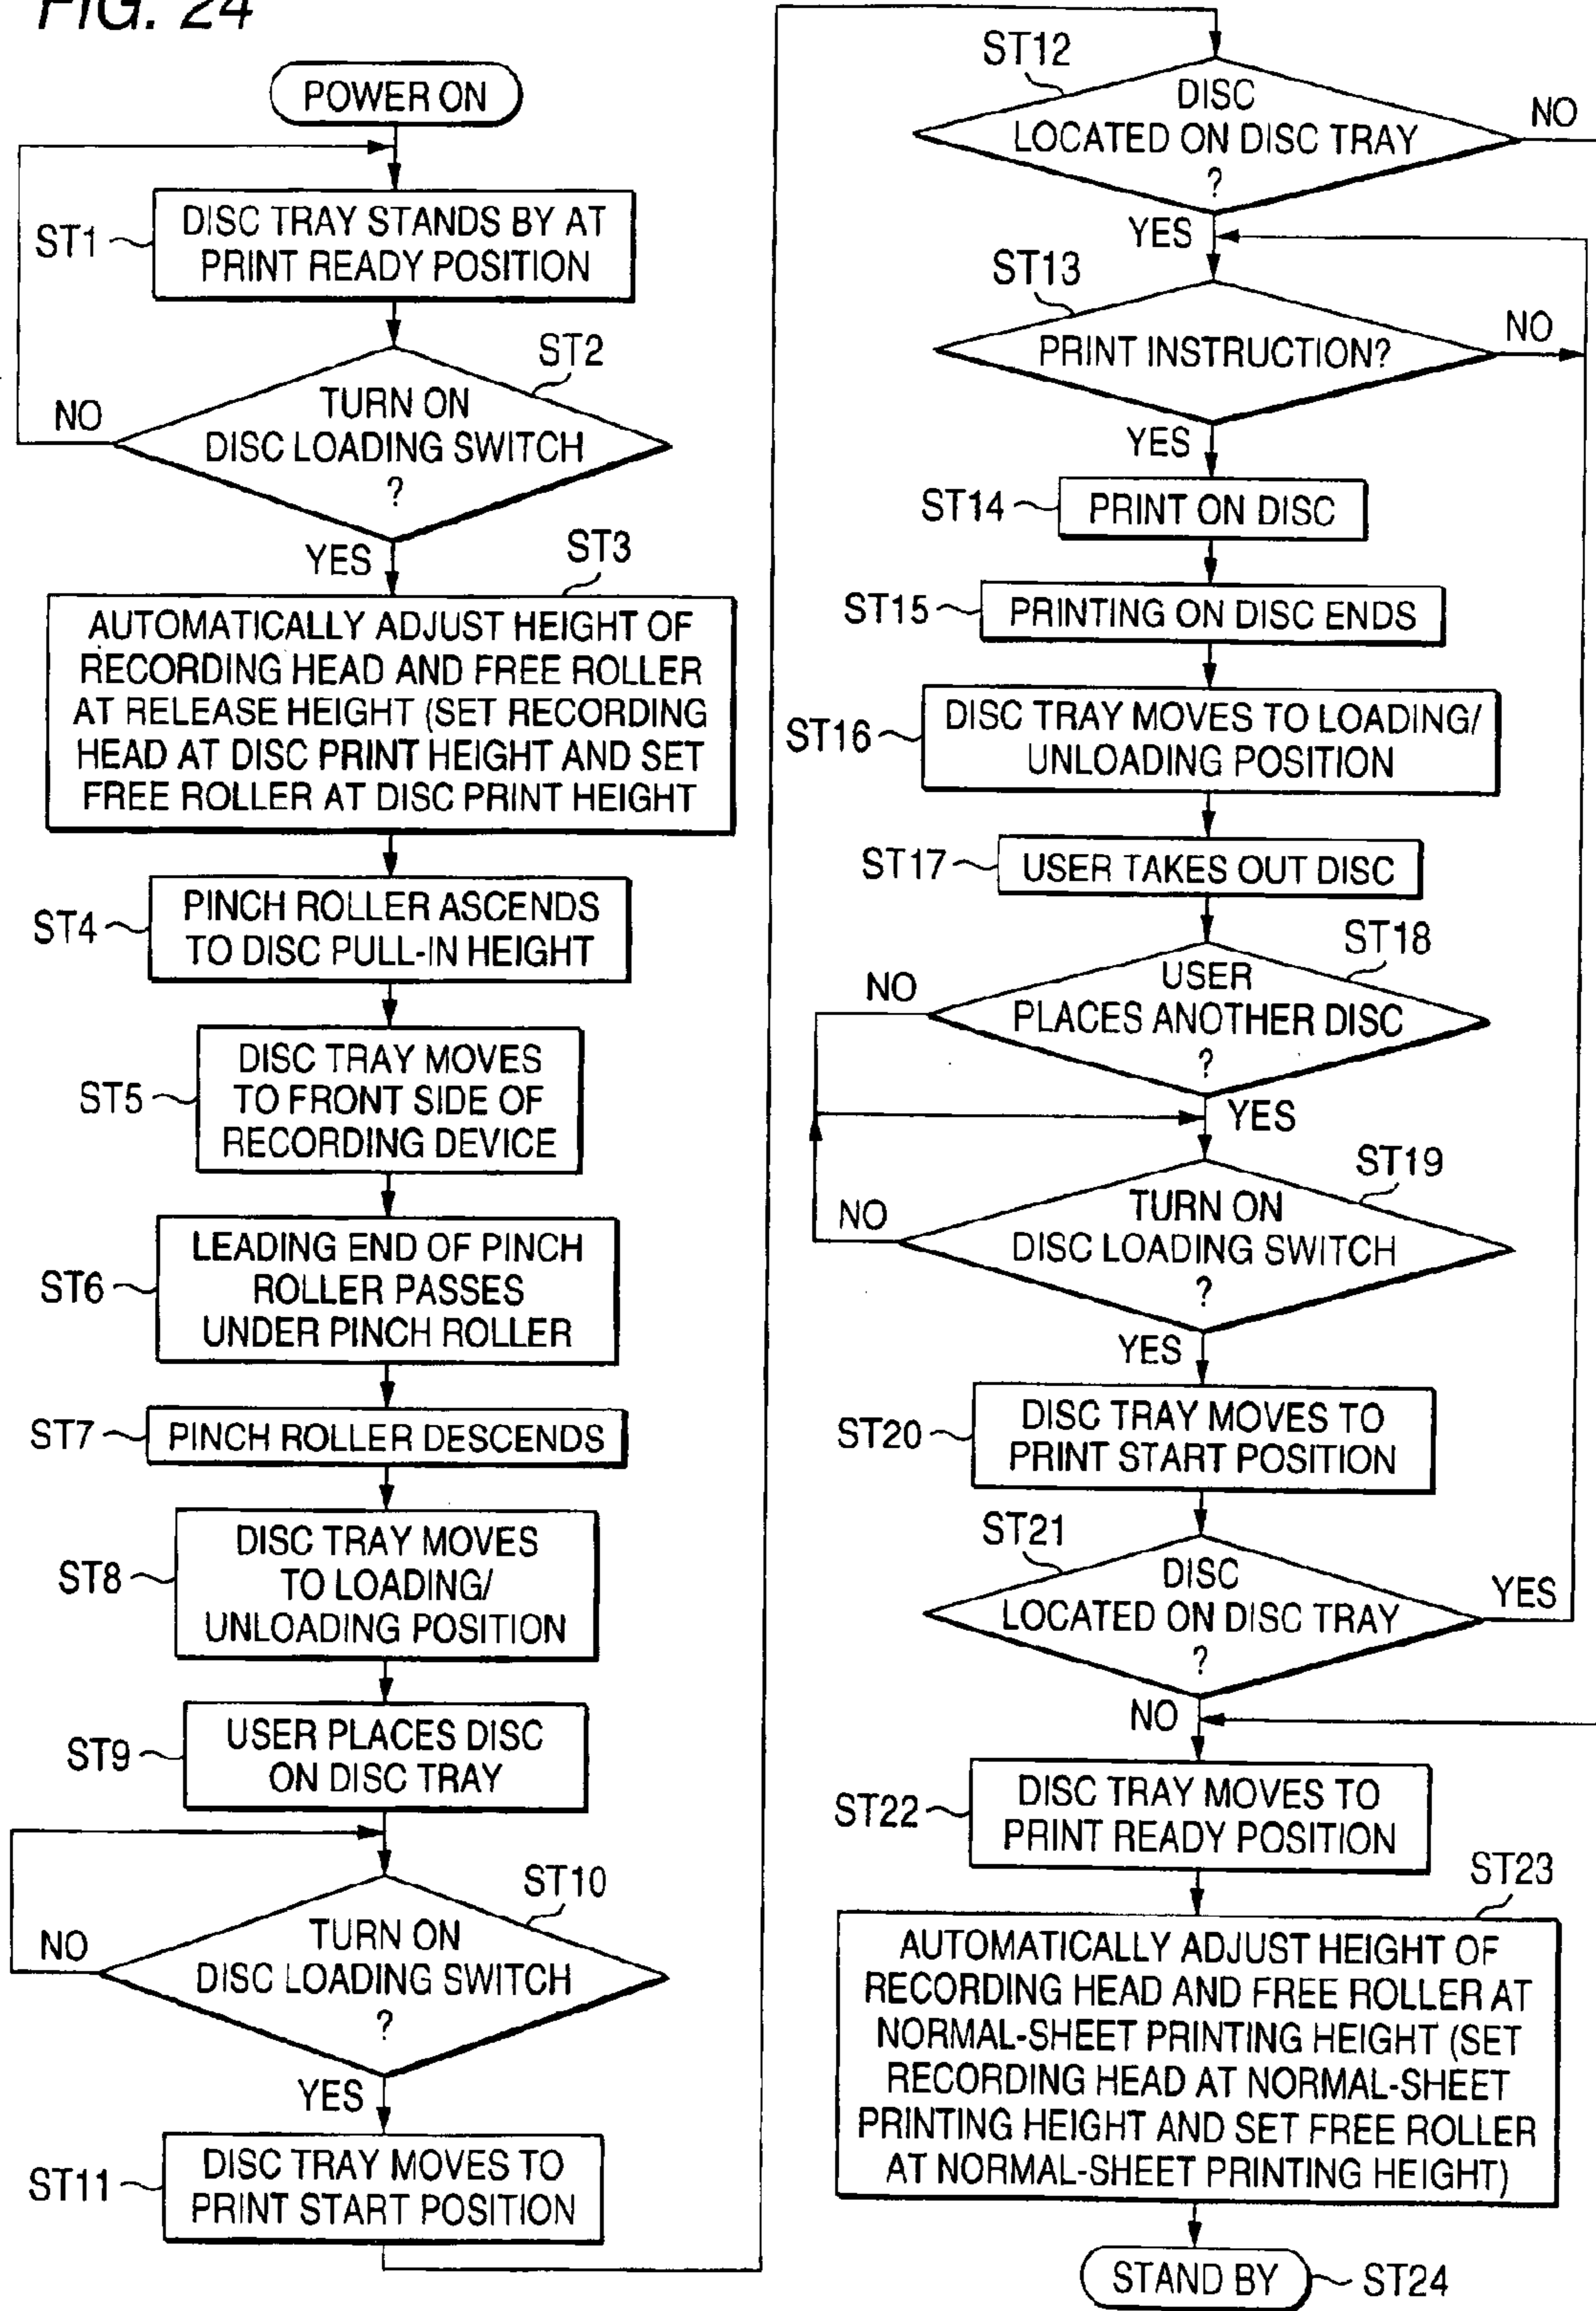 FIG. 24
POWER ON
ST1
DISC TRAY STANDS BY AT
PRINT READY POSITION
ST2
TURN ON
DISC LOADING SWITCH
?
NO
YES
ST3
AUTOMATICALLY ADJUST HEIGHT OF
RECORDING HEAD AND FREE ROLLER
AT RELEASE HEIGHT (SET RECORDING
HEAD AT DISC PRINT HEIGHT AND SET
FREE ROLLER AT DISC PRINT HEIGHT
ST4
PINCH ROLLER ASCENDS
TO DISC PULL-IN HEIGHT
ST5
DISC TRAY MOVES
TO FRONT SIDE OF
RECORDING DEVICE
ST6
LEADING END OF PINCH
ROLLER PASSES
UNDER PINCH ROLLER
ST7
PINCH ROLLER DESCENDS
ST8
DISC TRAY MOVES
TO LOADING/
UNLOADING POSITION
ST9
USER PLACES DISC
ON DISC TRAY
ST10
TURN ON
DISC LOADING SWITCH
?
NO
YES
ST11
DISC TRAY MOVES TO
PRINT START POSITION
ST12
DISC
LOCATED ON DISC TRAY
?
NO
YES
ST13
PRINT INSTRUCTION?
NO
YES
ST14
PRINT ON DISC
ST15
PRINTING ON DISC ENDS
ST16
DISC TRAY MOVES TO LOADING/
UNLOADING POSITION
ST17
USER TAKES OUT DISC
ST18
USER
PLACES ANOTHER DISC
?
NO
YES
ST19
TURN ON
DISC LOADING SWITCH
?
NO
YES
ST20
DISC TRAY MOVES TO
PRINT START POSITION
ST21
DISC
LOCATED ON DISC TRAY
?
YES
NO
ST22
DISC TRAY MOVES TO
PRINT READY POSITION
ST23
AUTOMATICALLY ADJUST HEIGHT OF
RECORDING HEAD AND FREE ROLLER AT
NORMAL-SHEET PRINTING HEIGHT (SET
RECORDING HEAD AT NORMAL-SHEET
PRINTING HEIGHT AND SET FREE ROLLER
AT NORMAL-SHEET PRINTING HEIGHT)
STAND BY
ST24